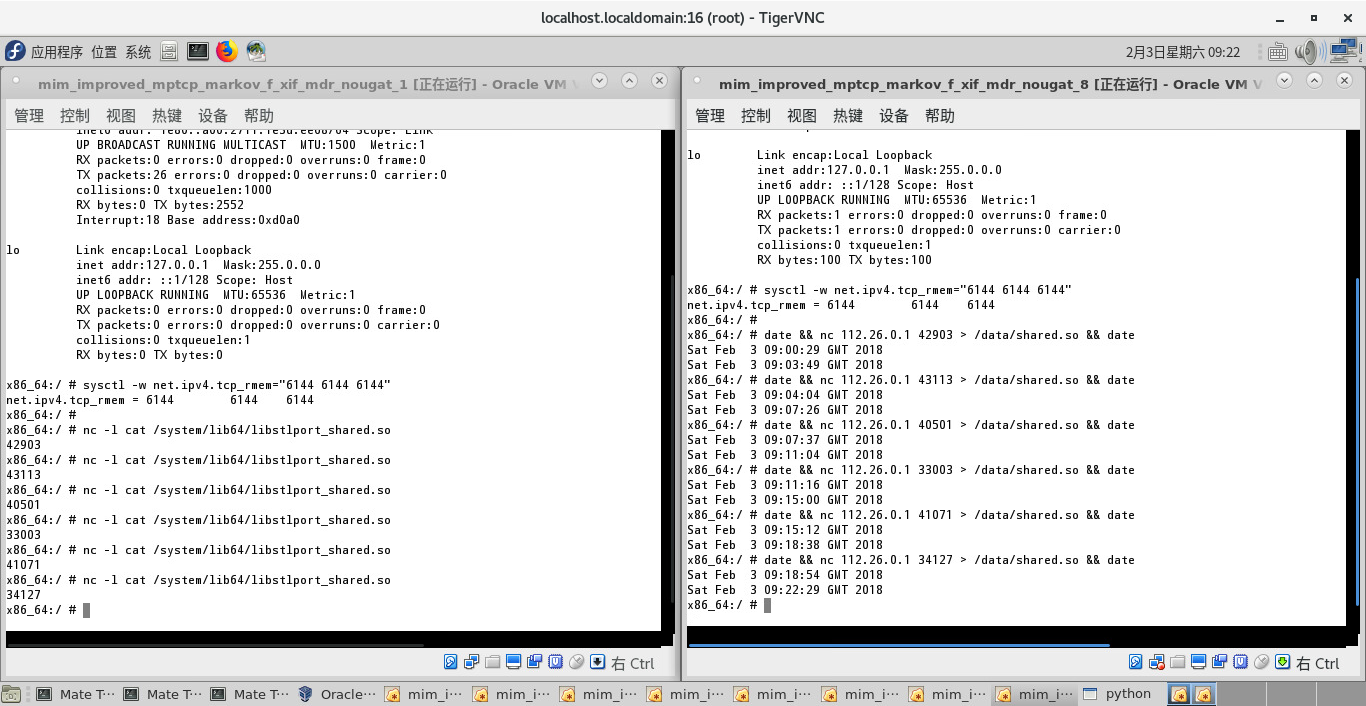 localhost.localdomain:16 (root) - TigerVNC
应用程序 位置 系统
2月3日星期六 09:22
mim_improved_mptcp_markov_f_xif_mdr_nougat_1 [正在运行] - Oracle VM
管理 控制 视图 热键 设备 帮助
UP BROADCAST RUNNING MULTICAST MTU:1500 Metric:1
RX packets:0 errors:0 dropped:0 overruns:0 frame:0
TX packets:26 errors:0 dropped:0 overruns:0 carrier:0
collisions:0 txqueuelen:1000
RX bytes:0 TX bytes:2552
Interrupt:18 Base address:0xd0a0
lo Link encap:Local Loopback
inet addr:127.0.0.1 Mask:255.0.0.0
inet6 addr: ::1/128 Scope: Host
UP LOOPBACK RUNNING MTU:65536 Metric:1
RX packets:0 errors:0 dropped:0 overruns:0 frame:0
TX packets:0 errors:0 dropped:0 overruns:0 carrier:0
collisions:0 txqueuelen:1
RX bytes:0 TX bytes:0
x86_64:/ # sysctl -w net.ipv4.tcp_rmem="6144 6144 6144"
net.ipv4.tcp_rmem = 6144 6144 6144
x86_64:/ #
x86_64:/ # nc -l cat /system/lib64/libstlport_shared.so
42903
x86_64:/ # nc -l cat /system/lib64/libstlport_shared.so
43113
x86_64:/ # nc -l cat /system/lib64/libstlport_shared.so
40501
x86_64:/ # nc -l cat /system/lib64/libstlport_shared.so
33003
x86_64:/ # nc -l cat /system/lib64/libstlport_shared.so
41071
x86_64:/ # nc -l cat /system/lib64/libstlport_shared.so
34127
x86_64:/ #
右 Ctrl
mim_improved_mptcp_markov_f_xif_mdr_nougat_8 [正在运行] - Oracle VM V
管理 控制 视图 热键 设备 帮助
lo Link encap:Local Loopback
inet addr:127.0.0.1 Mask:255.0.0.0
inet6 addr: ::1/128 Scope: Host
UP LOOPBACK RUNNING MTU:65536 Metric:1
RX packets:1 errors:0 dropped:0 overruns:0 frame:0
TX packets:1 errors:0 dropped:0 overruns:0 carrier:0
collisions:0 txqueuelen:1
RX bytes:100 TX bytes:100
x86_64:/ # sysctl -w net.ipv4.tcp_rmem="6144 6144 6144"
net.ipv4.tcp_rmem = 6144 6144 6144
x86_64:/ #
x86_64:/ # date && nc 112.26.0.1 42903 > /data/shared.so && date
Sat Feb 3 09:00:29 GMT 2018
Sat Feb 3 09:03:49 GMT 2018
x86_64:/ # date && nc 112.26.0.1 43113 > /data/shared.so && date
Sat Feb 3 09:04:04 GMT 2018
Sat Feb 3 09:07:26 GMT 2018
x86_64:/ # date && nc 112.26.0.1 40501 > /data/shared.so && date
Sat Feb 3 09:07:37 GMT 2018
Sat Feb 3 09:11:04 GMT 2018
x86_64:/ # date && nc 112.26.0.1 33003 > /data/shared.so && date
Sat Feb 3 09:11:16 GMT 2018
Sat Feb 3 09:15:00 GMT 2018
x86_64:/ # date && nc 112.26.0.1 41071 > /data/shared.so && date
Sat Feb 3 09:15:12 GMT 2018
Sat Feb 3 09:18:38 GMT 2018
x86_64:/ # date && nc 112.26.0.1 34127 > /data/shared.so && date
Sat Feb 3 09:18:54 GMT 2018
Sat Feb 3 09:22:29 GMT 2018
x86_64:/ #
右 Ctrl
Mate T··· Mate T··· Mate T··· Oracle··· mim_i··· mim_i··· mim_i··· mim_i··· mim_i··· mim_i··· mim_i··· mim_i··· python